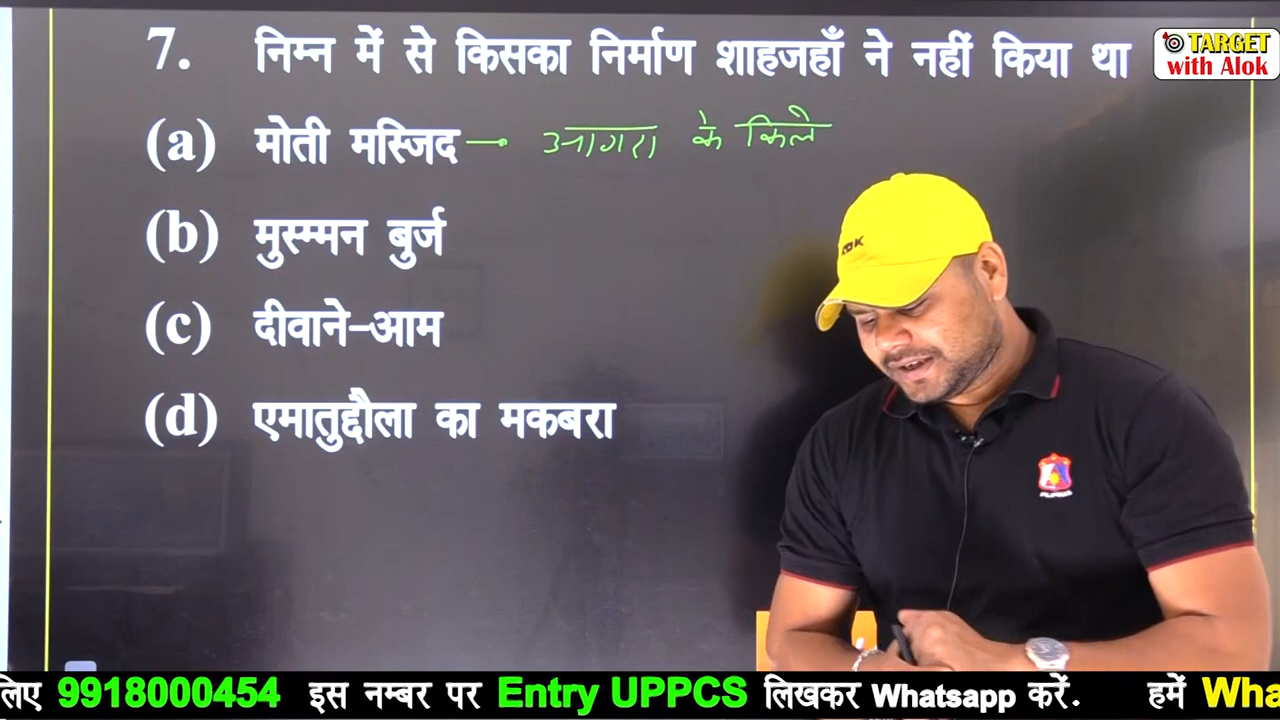 7. निम्न में से किसका निर्माण शाहजहाँ ने नहीं किया था
TARGET
with Alok
(a) मोती मस्जिद → आगरा के किले
(b) मुस्म्मन बुर्ज
(c) दीवाने-आम
(d) एमातुद्दौला का मकबरा
लिए 9918000454 इस नम्बर पर Entry UPPCS लिखकर Whatsapp करें. हमें Wha